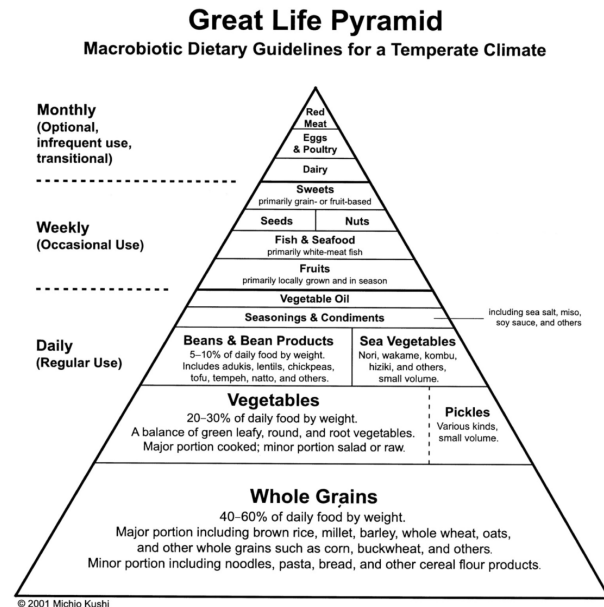 Great Life Pyramid
Macrobiotic Dietary Guidelines for a Temperate Climate
Monthly
(Optional,
infrequent use,
transitional)
Red
Meat
Eggs
& Poultry
Dairy
Weekly
(Occasional Use)
Sweets
primarily grain- or fruit-based
Seeds
Nuts
Fish & Seafood
primarily white-meat fish
Fruits
primarily locally grown and in season
Daily
(Regular Use)
Vegetable Oil
Seasonings & Condiments
including sea salt, miso,
soy sauce, and others
Beans & Bean Products
5–10% of daily food by weight.
Includes adukis, lentils, chickpeas,
tofu, tempeh, natto, and others.
Sea Vegetables
Nori, wakame, kombu,
hiziki, and others,
small volume.
Vegetables
20–30% of daily food by weight.
A balance of green leafy, round, and root vegetables.
Major portion cooked; minor portion salad or raw.
Pickles
Various kinds,
small volume.
Whole Grains
40–60% of daily food by weight.
Major portion including brown rice, millet, barley, whole wheat, oats,
and other whole grains such as corn, buckwheat, and others.
Minor portion including noodles, pasta, bread, and other cereal flour products.
© 2001 Michio Kushi